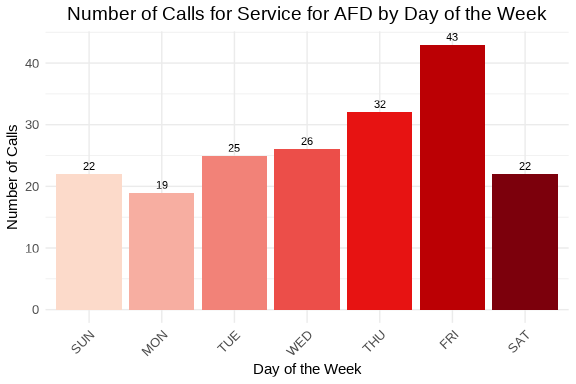 Number of Calls for Service for AFD by Day of the Week
Number of Calls
40
30
20
10
0
22
19
25
26
32
43
22
SUN
MON
TUE
WED
THU
FRI
SAT
Day of the Week